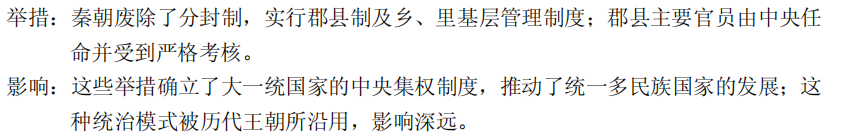 举措：秦朝废除了分封制，实行郡县制及乡、里基层管理制度；郡县主要官员由中央任
命并受到严格考核。
影响：这些举措确立了大一统国家的中央集权制度，推动了统一多民族国家的发展；这
种统治模式被历代王朝所沿用，影响深远。